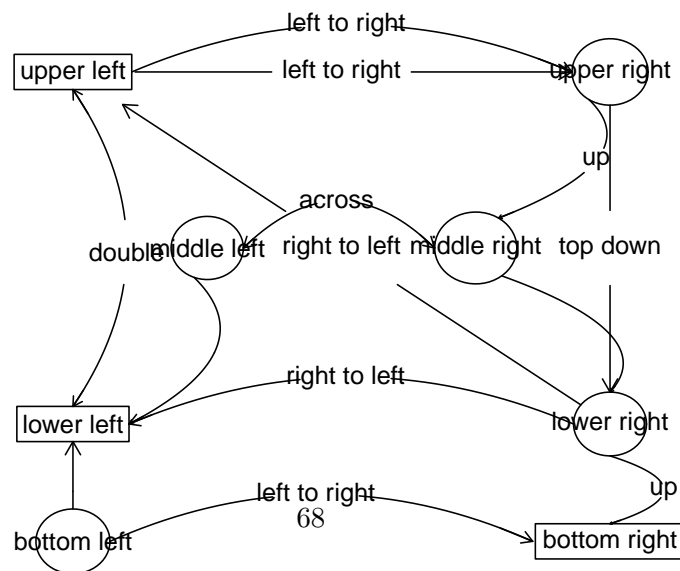 left to right
upper left
left to right
upper right
up
across
double
middle left
right to left
middle right
top down
right to left
lower left
lower right
left to right
up
68
bottom left
bottom right